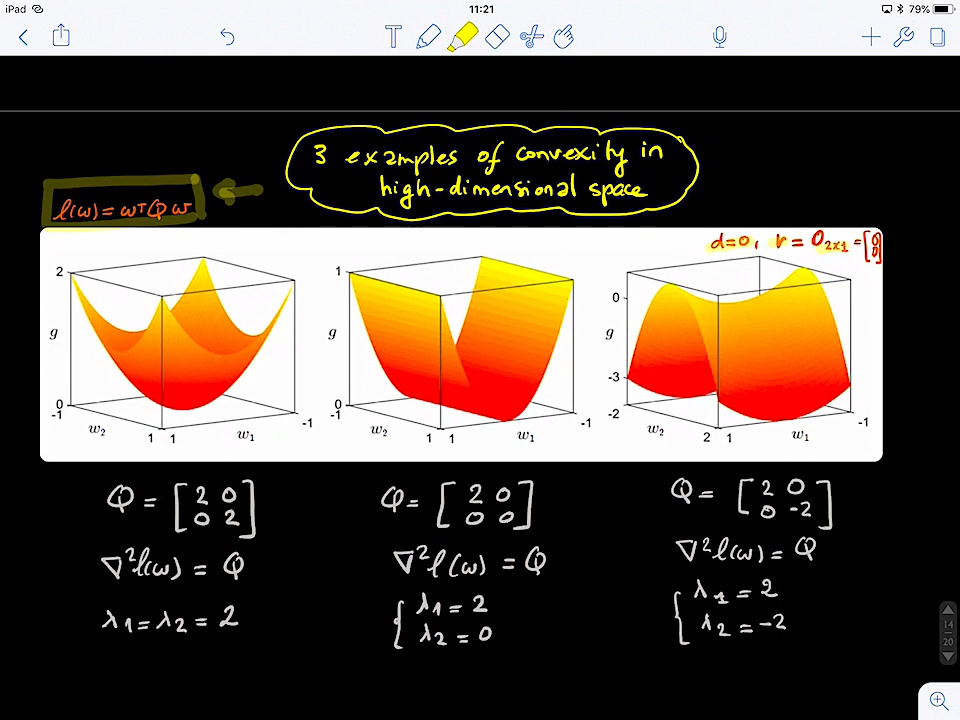 iPad 11:21 79%
T
3 examples of convexity in
high-dimensional space
l(w) = wᵀQ w
d=0, r = 0₂ₓ₁ = [0 0]
2 1 0
g g g
0 0 -3
-1 -1 -2
w₂ w₁ -1 w₂ w₁ -1 w₂ w₁ -1
1 1 1 1 2 1
Q = [2 0 Q = [2 0 Q = [2 0
0 2] 0 0] 0 -2]
∇²l(w) = Q ∇²l(w) = Q ∇²l(w) = Q
λ₁ = λ₂ = 2 { λ₁ = 2 { λ₁ = 2
λ₂ = 0 λ₂ = -2
14
20